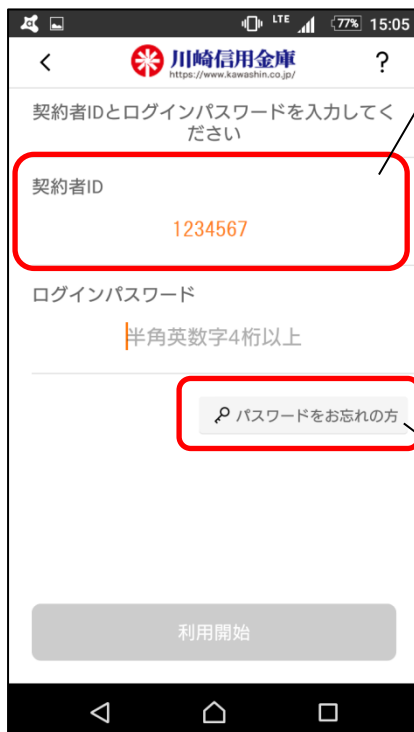 LTE 77% 15:05
川崎信用金庫
https://www.kawashin.co.jp/
?
契約者IDとログインパスワードを入力してく
ださい
契約者ID
1234567
ログインパスワード
半角英数字4桁以上
パスワードをお忘れの方
利用開始